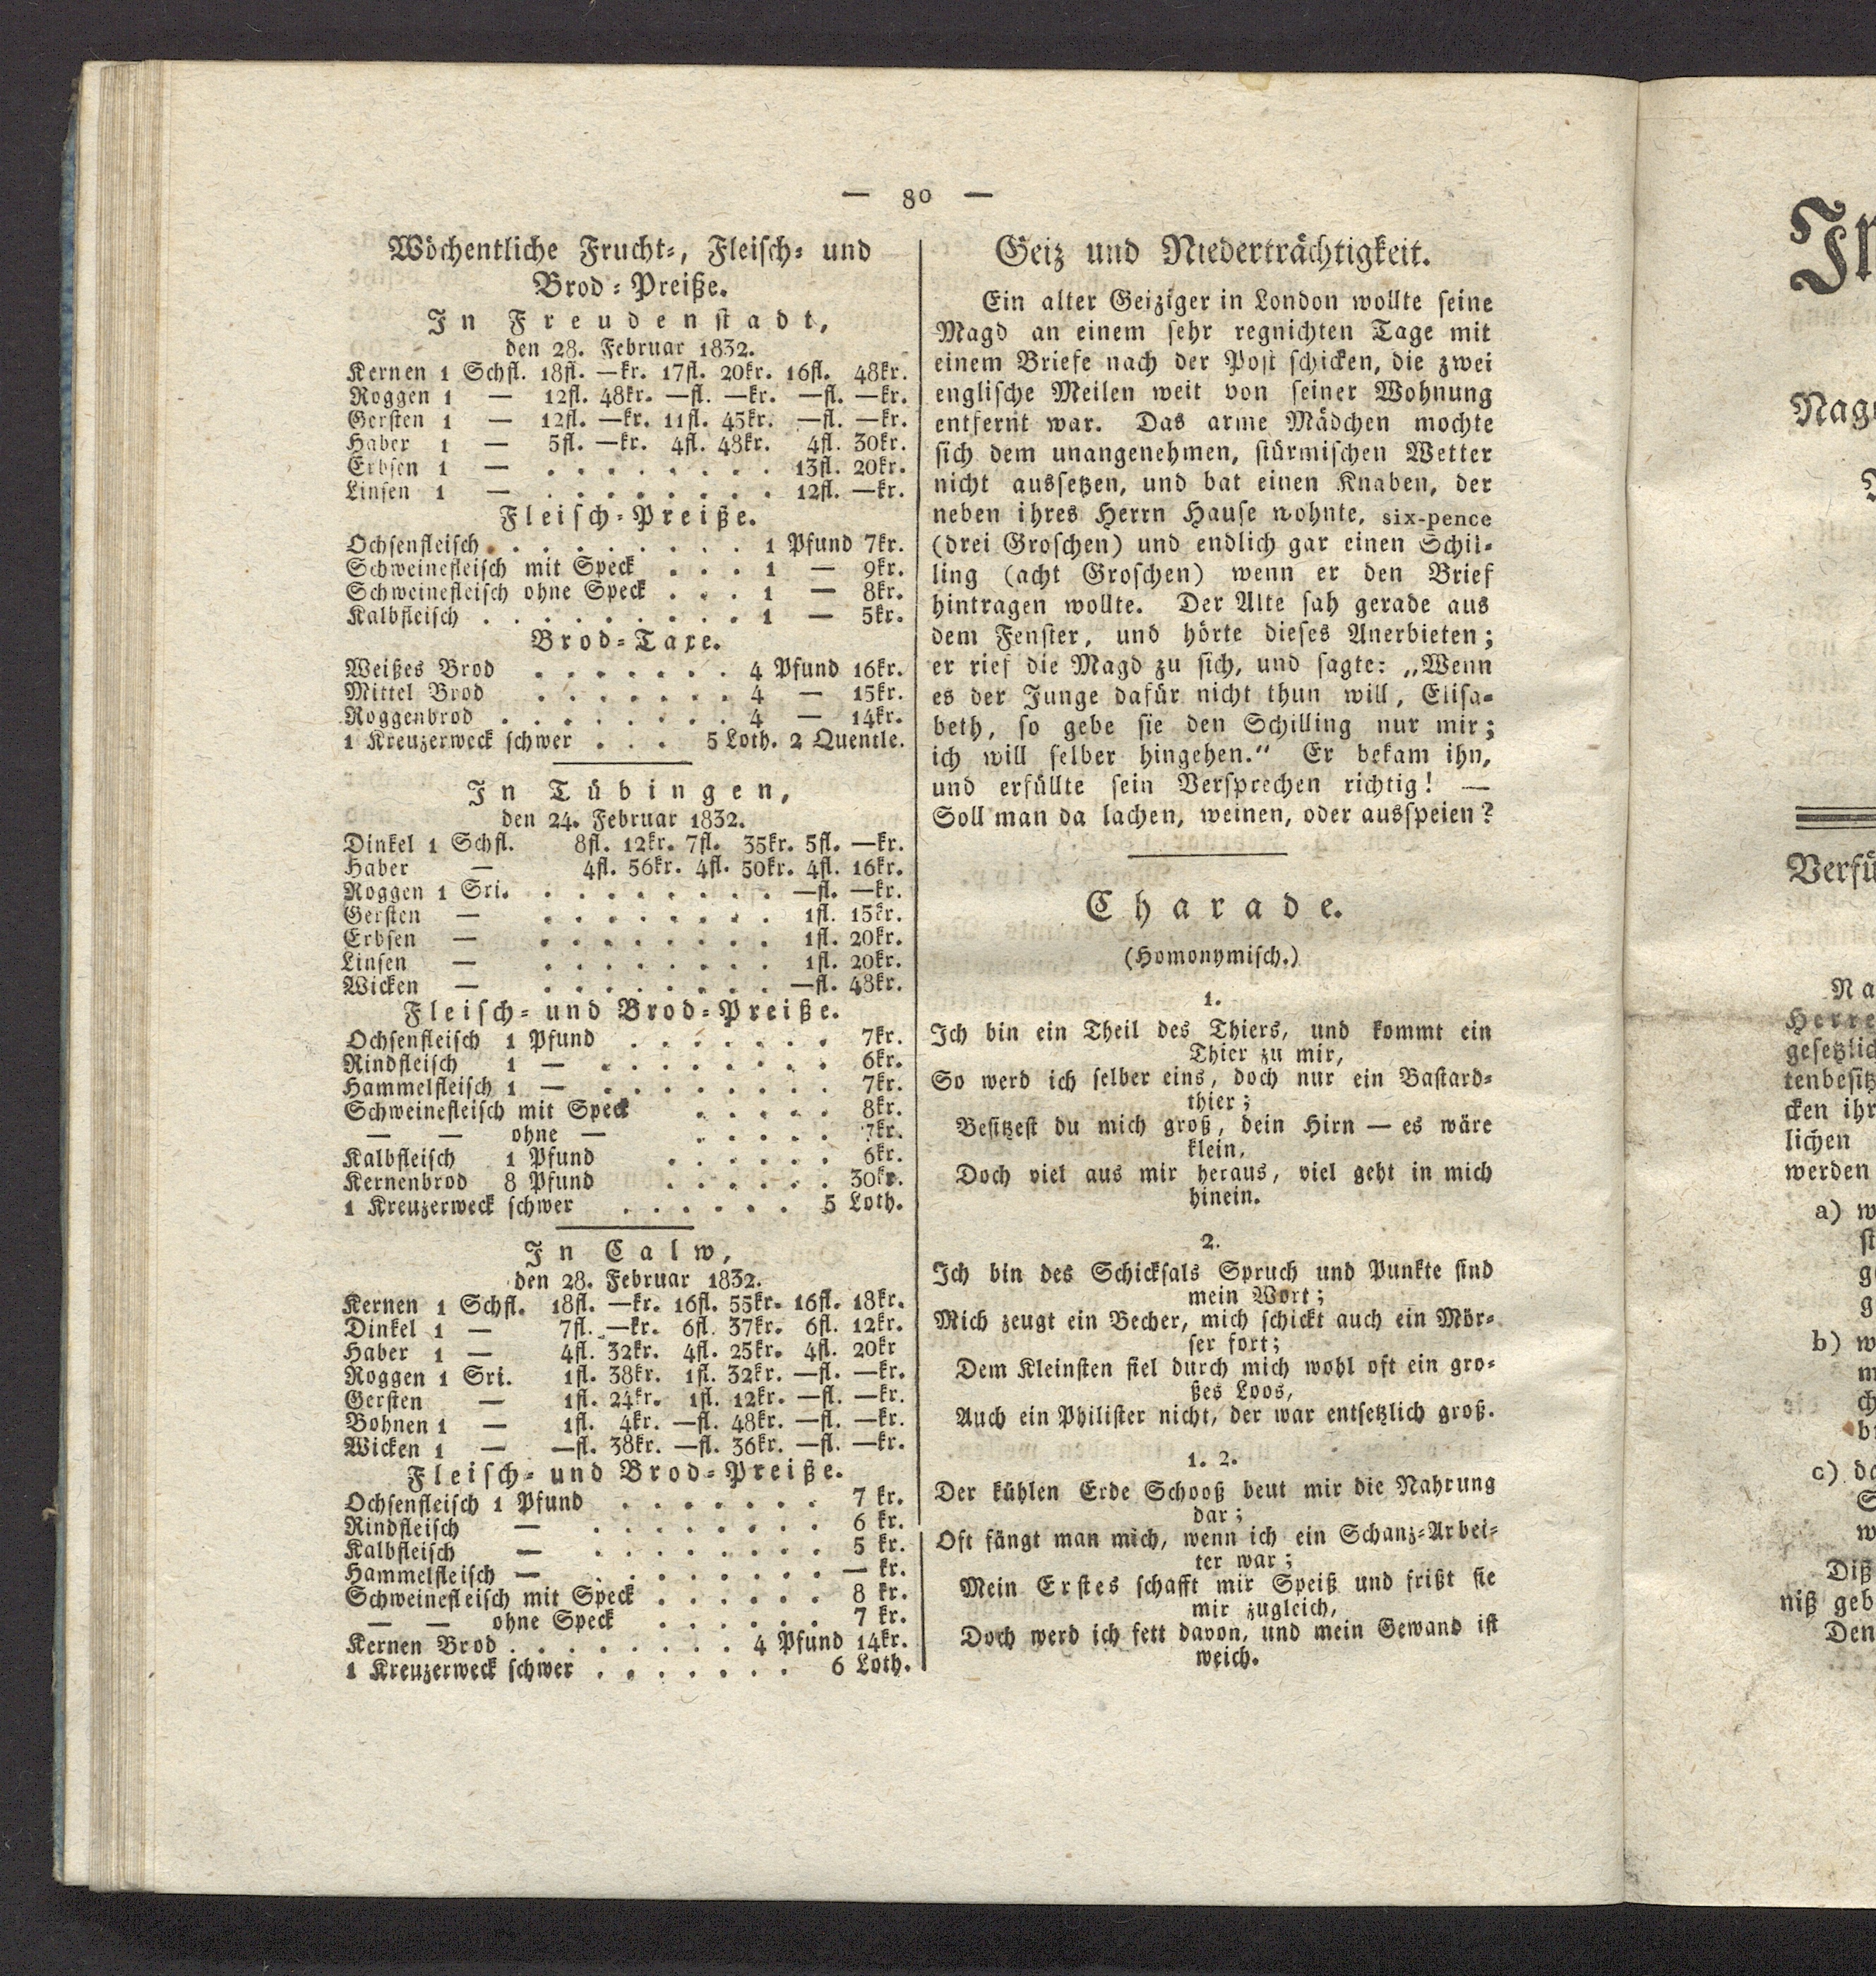 — 80 —
Wöchentliche Frucht-, Fleisch- und
Brod-Preiße.
In Freudenstadt,
den 28. Februar 1832.
Kernen 1 Schfl. 18fl. —kr. 17fl. 20kr. 16fl. 48kr.
Roggen 1 — 12fl. 48kr. —fl. —kr. —fl. —kr.
Gersten 1 — 12fl. —kr. 11fl. 45kr. —fl. —kr.
Haber 1 — 5fl. —kr. 4fl. 48kr. 4fl. 30kr.
Erbsen 1 — . . . . . . . . 13fl. 20kr.
Linsen 1 — . . . . . . . . 12fl. —kr.
Fleisch-Preiße.
Ochsenfleisch . . . . . . . . . 1 Pfund 7kr.
Schweinefleisch mit Speck . . . 1 — 9kr.
Schweinefleisch ohne Speck . . . 1 — 8kr.
Kalbfleisch . . . . . . . . . . 1 — 5kr.
Brod-Taxe.
Weißes Brod . . . . . . . 4 Pfund 16kr.
Mittel Brod . . . . . . . 4 — 15kr.
Roggenbrod . . . . . . . . 4 — 14kr.
1 Kreuzerweck schwer . . . 5 Loth. 2 Quentle.
In Tübingen,
den 24. Februar 1832.
Dinkel 1 Schfl. 8fl. 12kr. 7fl. 35kr. 5fl. —kr.
Haber — 4fl. 56kr. 4fl. 50kr. 4fl. 16kr.
Roggen 1 Sri. . . . . . . . . —fl. —kr.
Gersten — . . . . . . . . 1fl. 15kr.
Erbsen — . . . . . . . . 1fl. 20kr.
Linsen — . . . . . . . . 1fl. 20kr.
Wicken — . . . . . . . . —fl. 48kr.
Fleisch- und Brod-Preiße.
Ochsenfleisch 1 Pfund . . . . . . . 7kr.
Rindfleisch 1 — . . . . . . . . 6kr.
Hammelfleisch 1 — . . . . . . . . 7kr.
Schweinefleisch mit Speck . . . . . 8kr.
— — ohne — . . . . . 7kr.
Kalbfleisch 1 Pfund . . . . . . 6kr.
Kernenbrod 8 Pfund . . . . . . 30kr.
1 Kreuzerweck schwer . . . . . . 5 Loth.
In Calw,
den 28. Februar 1832.
Kernen 1 Schfl. 18fl. —kr. 16fl. 55kr. 16fl. 18kr.
Dinkel 1 — 7fl. —kr. 6fl. 37kr. 6fl. 12kr.
Haber 1 — 4fl. 32kr. 4fl. 25kr. 4fl. 20kr
Roggen 1 Sri. 1fl. 38kr. 1fl. 32kr. —fl. —kr.
Gersten — 1fl. 24kr. 1fl. 12kr. —fl. —kr.
Bohnen 1 — 1fl. 4kr. —fl. 48kr. —fl. —kr.
Wicken 1 — —fl. 38kr. —fl. 36kr. —fl. —kr.
Fleisch- und Brod-Preiße.
Ochsenfleisch 1 Pfund . . . . . . . 7 kr.
Rindfleisch — . . . . . . . . 6 kr.
Kalbfleisch — . . . . . . . . 5 kr.
Hammelfleisch — . . . . . . . . — kr.
Schweinefleisch mit Speck . . . . . . 8 kr.
— — ohne Speck . . . . . . 7 kr.
Kernen Brod . . . . . . . . 4 Pfund 14kr.
1 Kreuzerweck schwer . . . . . . . 6 Loth.
Geiz und Niederträchtigkeit.
Ein alter Geiziger in London wollte seine
Magd an einem sehr regnichten Tage mit
einem Briefe nach der Post schicken, die zwei
englische Meilen weit von seiner Wohnung
entfernt war. Das arme Mädchen mochte
sich dem unangenehmen, stürmischen Wetter
nicht aussetzen, und bat einen Knaben, der
neben ihres Herrn Hause wohnte, six-pence
(drei Groschen) und endlich gar einen Schil-
ling (acht Groschen) wenn er den Brief
hintragen wollte. Der Alte sah gerade aus
dem Fenster, und hörte dieses Anerbieten;
er rief die Magd zu sich, und sagte: „Wenn
es der Junge dafür nicht thun will, Elisa-
beth, so gebe sie den Schilling nur mir;
ich will selber hingehen.“ Er bekam ihn,
und erfüllte sein Versprechen richtig! —
Soll man da lachen, weinen, oder ausspeien?
Charade.
(Homonymisch.)
1.
Ich bin ein Theil des Thiers, und kommt ein
Thier zu mir,
So werd ich selber eins, doch nur ein Bastard-
thier;
Besitzest du mich groß, dein Hirn — es wäre
klein,
Doch viel aus mir heraus, viel geht in mich
hinein.
2.
Ich bin des Schicksals Spruch und Punkte sind
mein Wort;
Mich zeugt ein Becher, mich schickt auch ein Mör-
ser fort;
Dem Kleinsten fiel durch mich wohl oft ein gro-
ßes Loos,
Auch ein Philister nicht, der war entsetzlich groß.
1. 2.
Der kühlen Erde Schooß beut mir die Nahrung
dar;
Oft fängt man mich, wenn ich ein Schanz-Arbei-
ter war;
Mein Erstes schafft mir Speiß und frißt sie
mir zugleich,
Doch werd ich fett davon, und mein Gewand ist
weich.
Nag
Verfü
Na
Herre
gesetzlic
tenbesitz
cken ihr
lichen
werden
a) w
st
g
g
b) w
m
ch
b
c) da
S
w
Diß
niß geb
Den